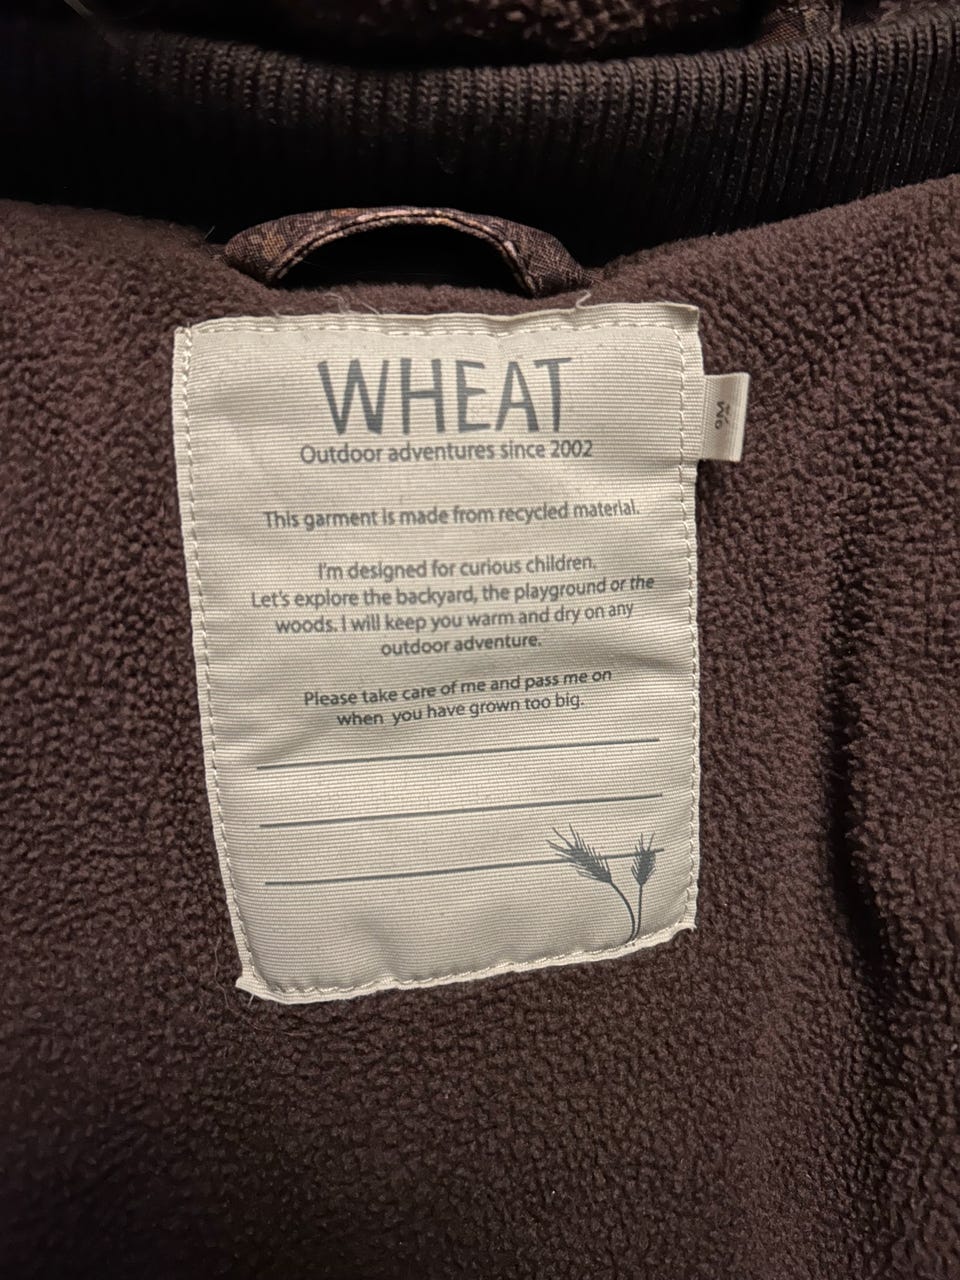 WHEAT
Outdoor adventures since 2002
This garment is made from recycled material.
I'm designed for curious children.
Let's explore the backyard, the playground or the
woods. I will keep you warm and dry on any
outdoor adventure.
Please take care of me and pass me on
when you have grown too big.